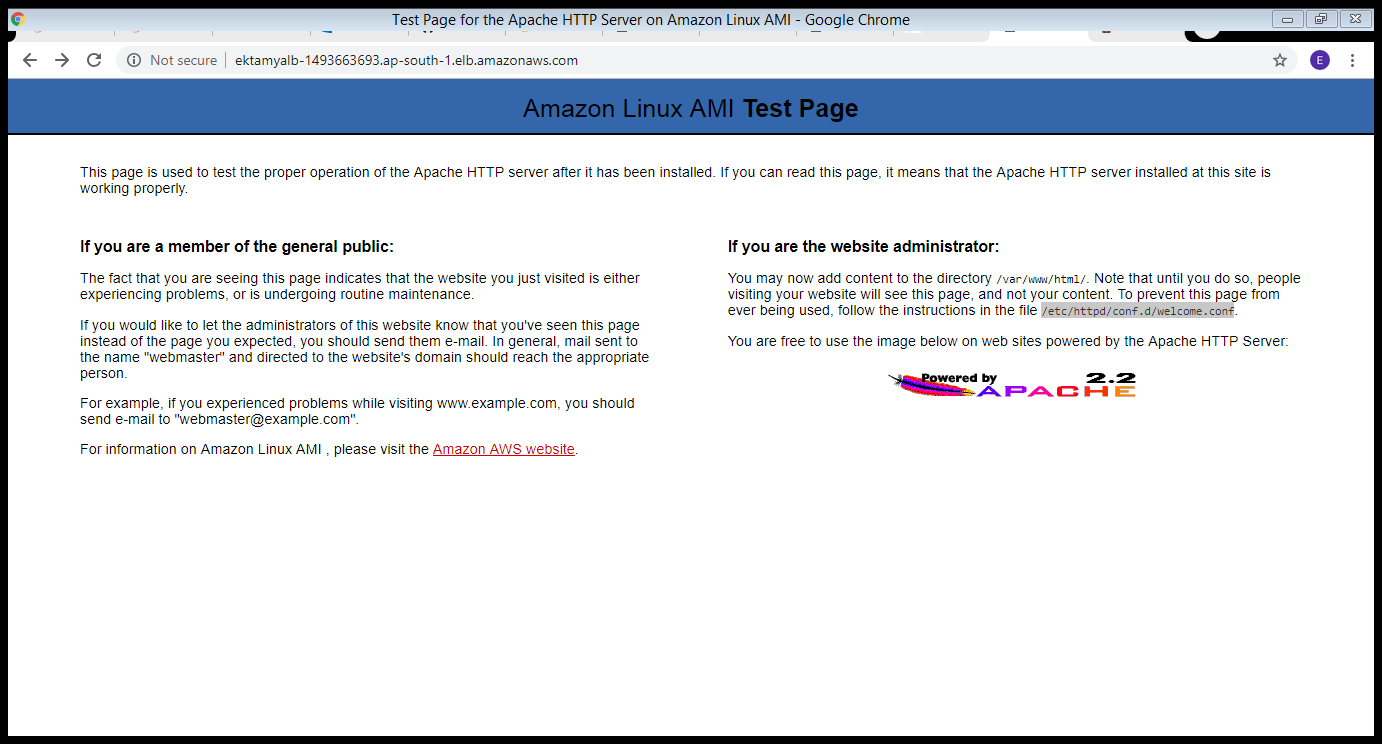 Test Page for the Apache HTTP Server on Amazon Linux AMI - Google Chrome
Not secure
ektamyalb-1493663693.ap-south-1.elb.amazonaws.com
E
Amazon Linux AMI Test Page
This page is used to test the proper operation of the Apache HTTP server after it has been installed. If you can read this page, it means that the Apache HTTP server installed at this site is
working properly.
If you are a member of the general public:
The fact that you are seeing this page indicates that the website you just visited is either
experiencing problems, or is undergoing routine maintenance.
If you would like to let the administrators of this website know that you've seen this page
instead of the page you expected, you should send them e-mail. In general, mail sent to
the name "webmaster" and directed to the website's domain should reach the appropriate
person.
For example, if you experienced problems while visiting www.example.com, you should
send e-mail to "webmaster@example.com".
For information on Amazon Linux AMI , please visit the Amazon AWS website.
If you are the website administrator:
You may now add content to the directory /var/www/html/. Note that until you do so, people
visiting your website will see this page, and not your content. To prevent this page from
ever being used, follow the instructions in the file /etc/httpd/conf.d/welcome.conf.
You are free to use the image below on web sites powered by the Apache HTTP Server:
Powered by 2.2
APACHE